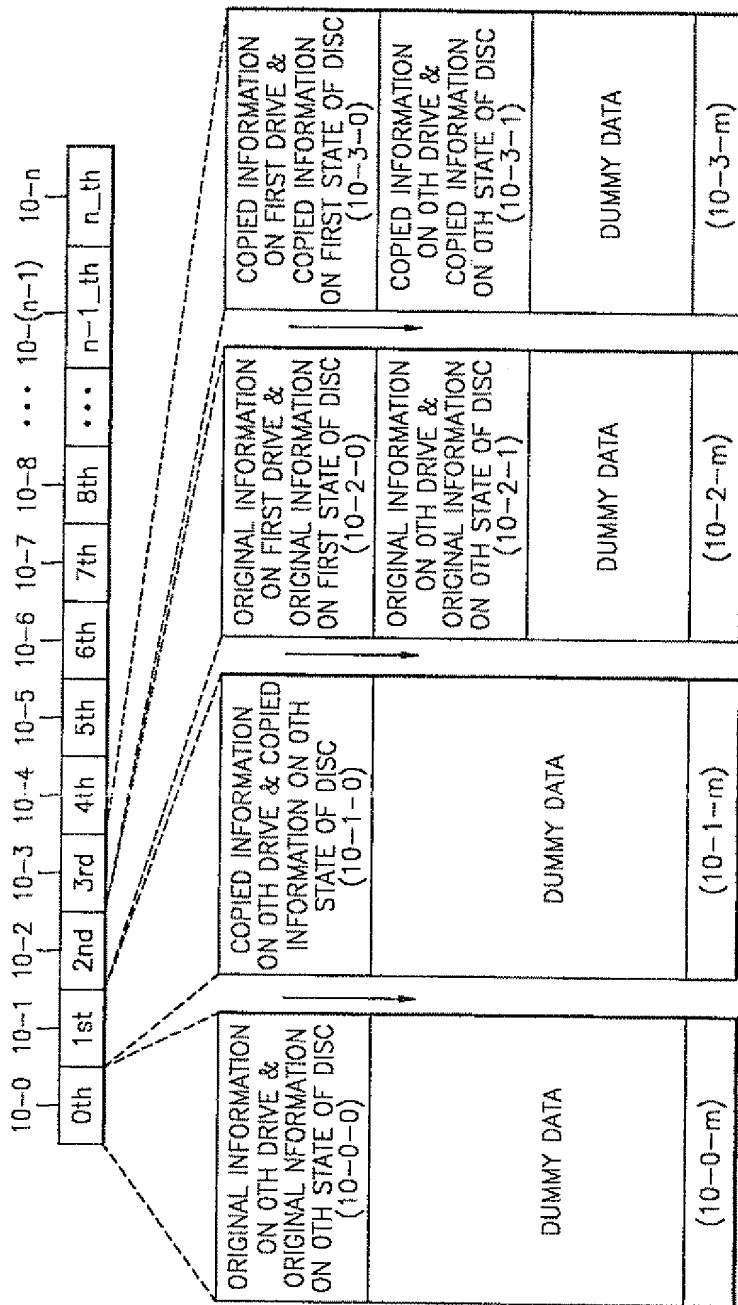 10-0 10-1 10-2 10-3 10-4 10-5 10-6 10-7 10-8 ••• 10-(n-1) 10-n
0th 1st 2nd 3rd 4th 5th 6th 7th 8th ••• n-1_th n_th
ORIGINAL INFORMATION
ON 0TH DRIVE &
ORIGINAL NFORMATION
ON 0TH STATE OF DISC
(10-0-0)
DUMMY DATA
(10-0-m)
COPIED INFORMATION
ON 0TH DRIVE & COPIED
INFORMATION ON 0TH
STATE OF DISC
(10-1-0)
DUMMY DATA
(10-1-m)
ORIGINAL INFORMATION
ON FIRST DRIVE &
ORIGINAL INFORMATION
ON FIRST STATE OF DISC
(10-2-0)
ORIGINAL INFORMATION
ON 0TH DRIVE &
ORIGINAL INFORMATION
ON 0TH STATE OF DISC
(10-2-1)
DUMMY DATA
(10-2-m)
COPIED INFORMATION
ON FIRST DRIVE &
COPIED INFORMATION
ON FIRST STATE OF DISC
(10-3-0)
COPIED INFORMATION
ON 0TH DRIVE &
COPIED INFORMATION
ON 0TH STATE OF DISC
(10-3-1)
DUMMY DATA
(10-3-m)